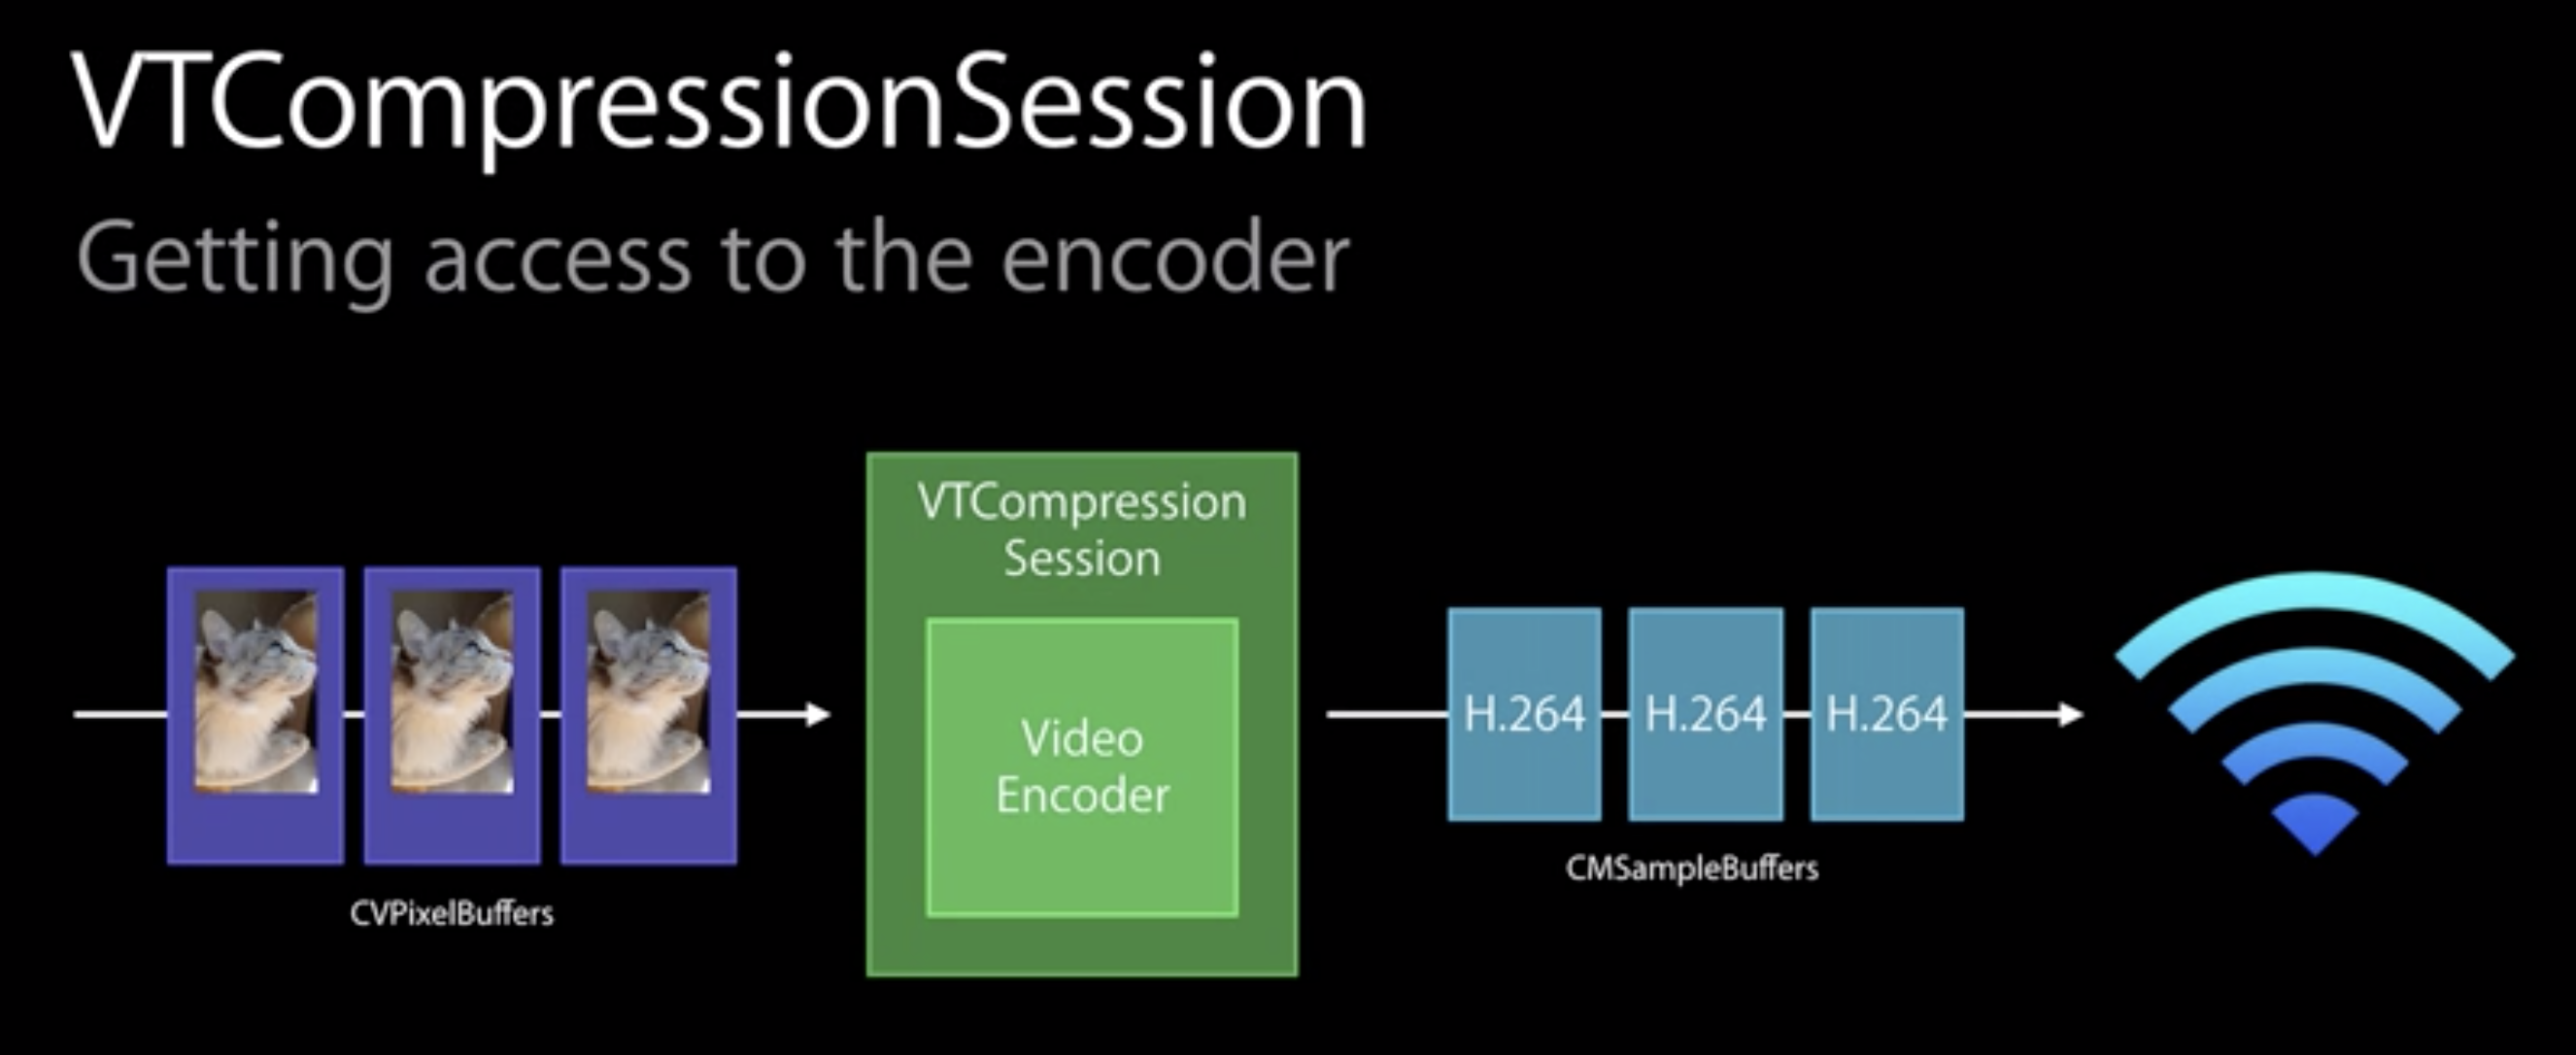 VTCompressionSession
Getting access to the encoder
VTCompression
Session
Video
Encoder
H.264
H.264
H.264
CVPixelBuffers
CMSampleBuffers